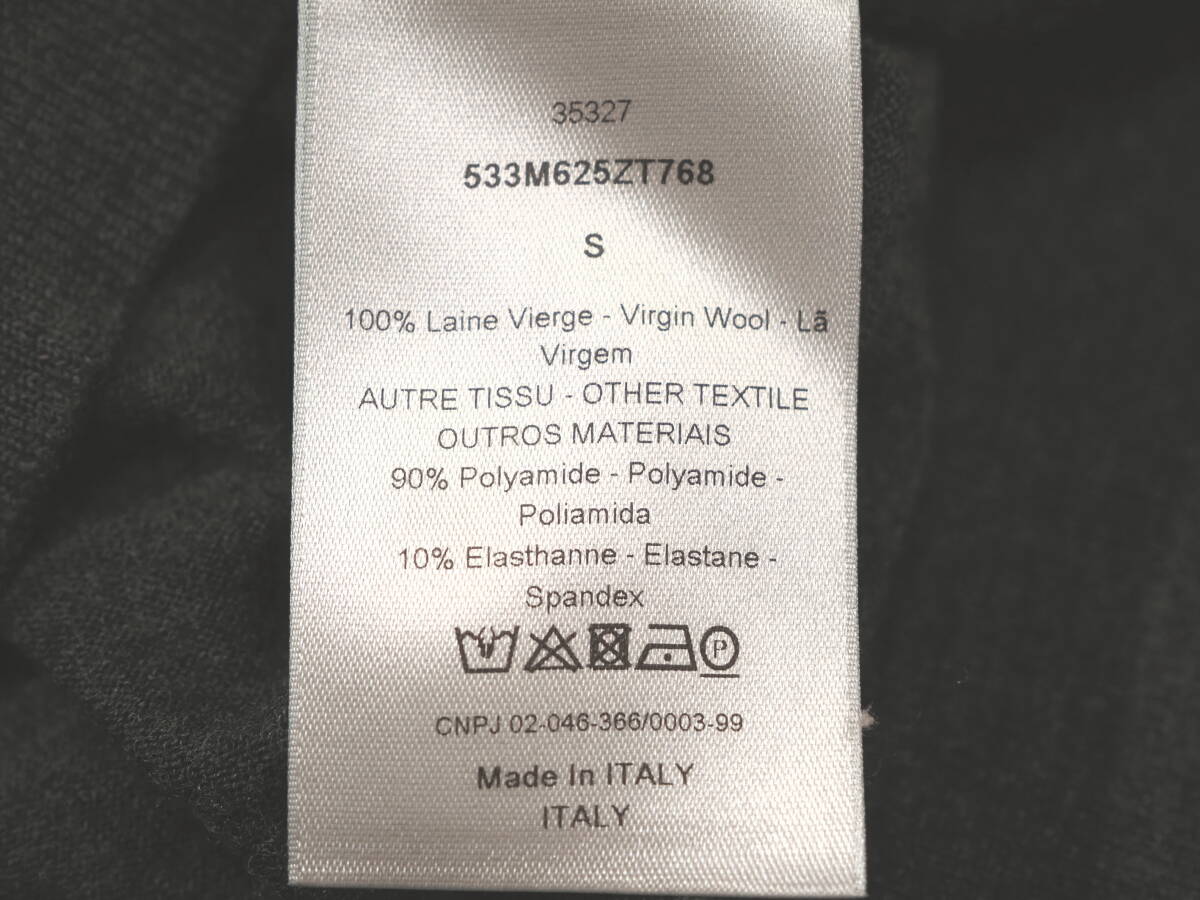 35327
533M625ZT768
S
100% Laine Vierge - Virgin Wool - Lã
Virgem
AUTRE TISSU - OTHER TEXTILE
OUTROS MATERIAIS
90% Polyamide - Polyamide -
Poliamida
10% Elasthanne - Elastane -
Spandex
P
CNPJ 02-046-366/0003-99
Made In ITALY
ITALY